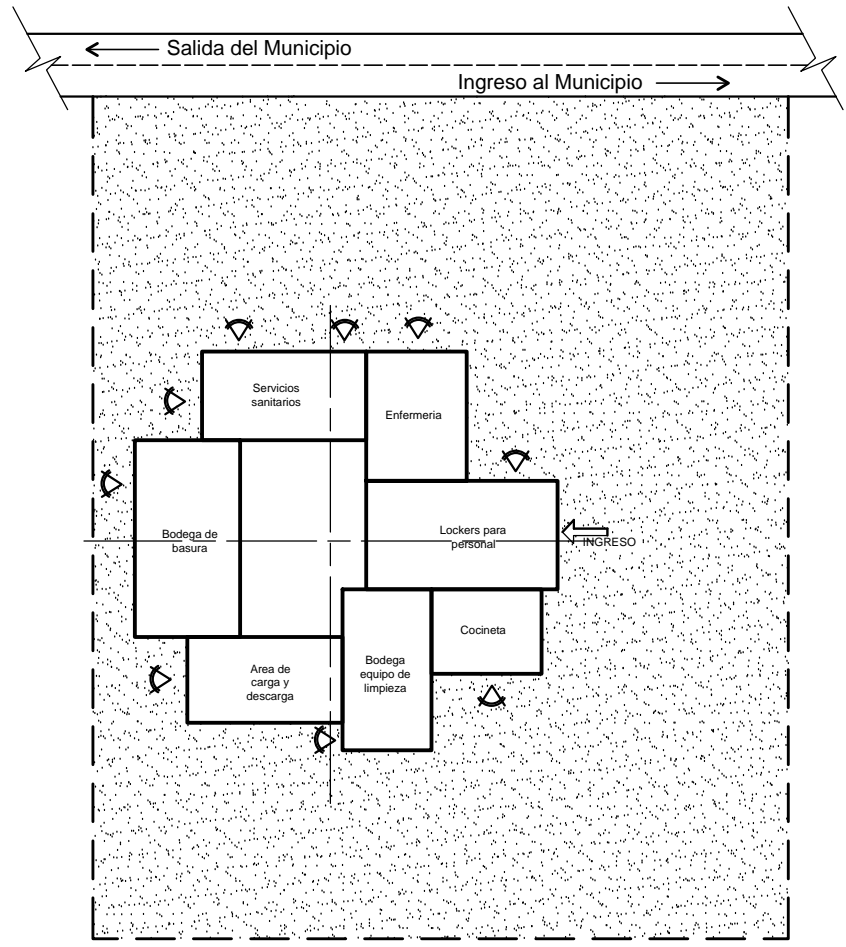 Salida del Municipio
Ingreso al Municipio
Servicios
sanitarios
Enfermeria
Bodega de
basura
Lockers para
personal
INGRESO
Cocineta
Area de
carga y
descarga
Bodega
equipo de
limpieza